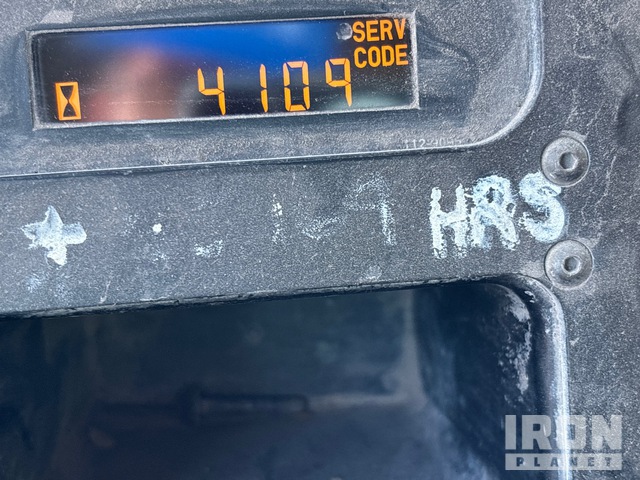 SERV
CODE
4109
HRS
IRON
PLANET